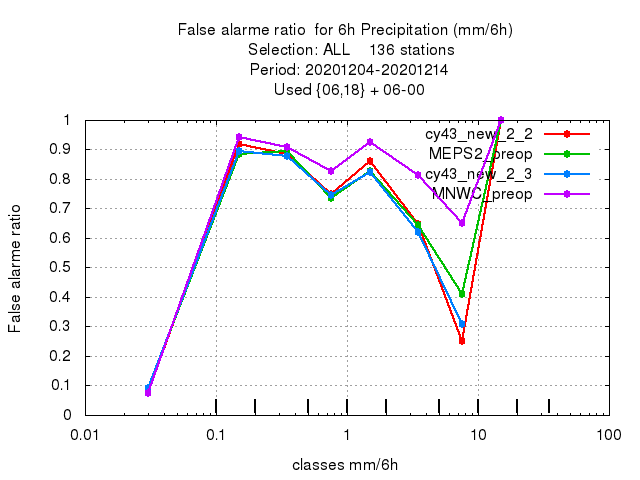 False alarme ratio  for 6h Precipitation (mm/6h)
Selection: ALL    136 stations
Period: 20201204-20201214
Used {06,18} + 06-00
cy43_new_2_2
MEPS2_preop
cy43_new_2_3
MNWC_preop
1
0.9
0.8
0.7
0.6
0.5
0.4
0.3
0.2
0.1
0
False alarme ratio
0.01 0.1 1 10 100
classes mm/6h